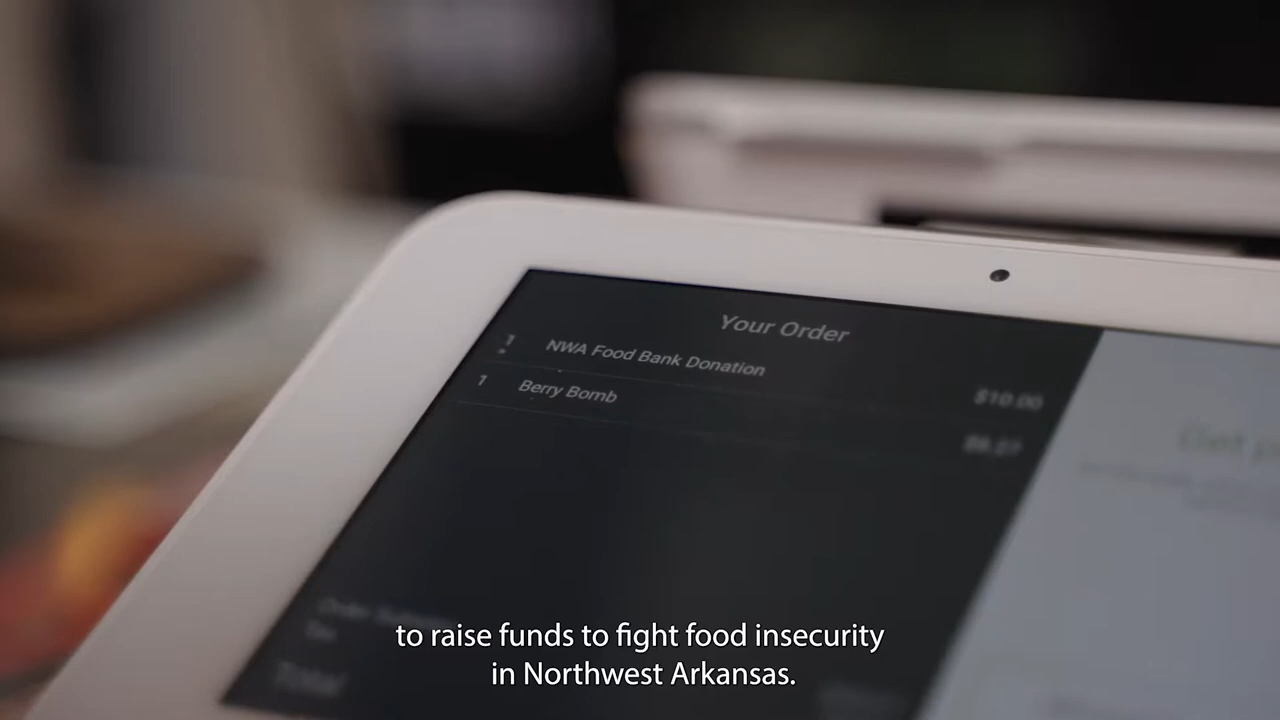 Your Order
1 NWA Food Bank Donation
$10.00
1 Berry Bomb
Total
to raise funds to fight food insecurity
in Northwest Arkansas.